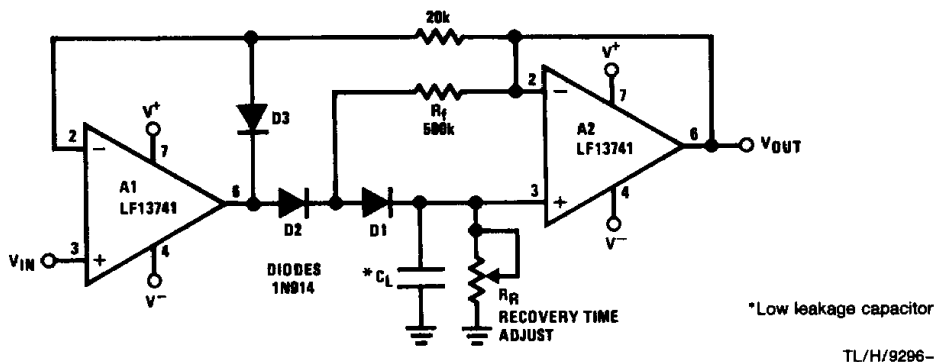 20k
V+
7
2
−
Rf
500k
D3
V+
7
2
−
A2
LF13741
6
VOUT
A1
LF13741
6
3
+
4
V−
D2
D1
VIN
3
+
4
V−
DIODES
1N914
*CL
RR
RECOVERY TIME
ADJUST
*Low leakage capacitor
TL/H/9296–